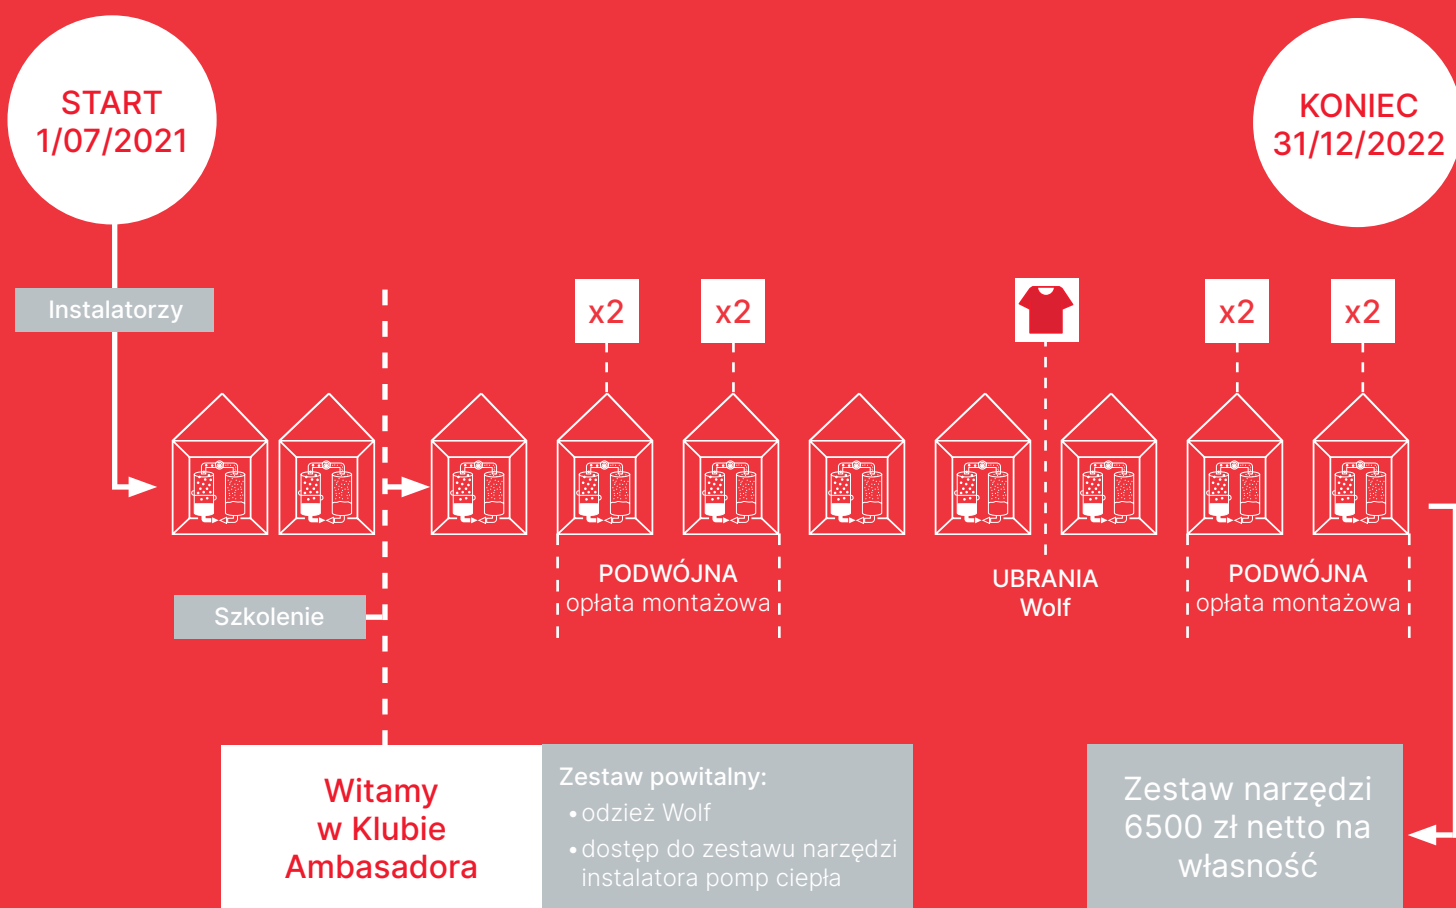 START
1/07/2021
KONIEC
31/12/2022
Instalatorzy
x2
x2
x2
x2
PODWÓJNA
opłata montażowa
UBRANIA
Wolf
PODWÓJNA
opłata montażowa
Szkolenie
Witamy
w Klubie
Ambasadora
Zestaw powitalny:
•odzież Wolf
•dostęp do zestawu narzędzi
instalatora pomp ciepła
Zestaw narzędzi
6500 zł netto na
własność